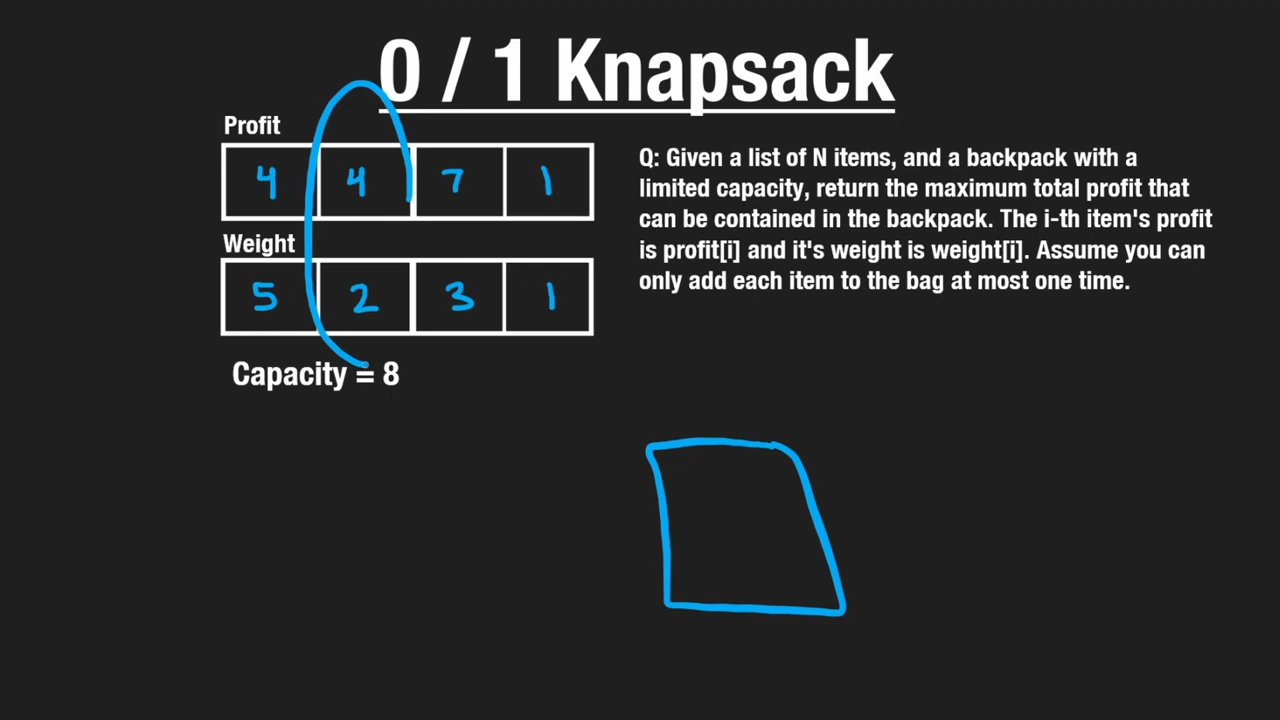 0 / 1 Knapsack
Profit
4 4 7 1
Weight
5 2 3 1
Capacity = 8
Q: Given a list of N items, and a backpack with a
limited capacity, return the maximum total profit that
can be contained in the backpack. The i-th item's profit
is profit[i] and it's weight is weight[i]. Assume you can
only add each item to the bag at most one time.